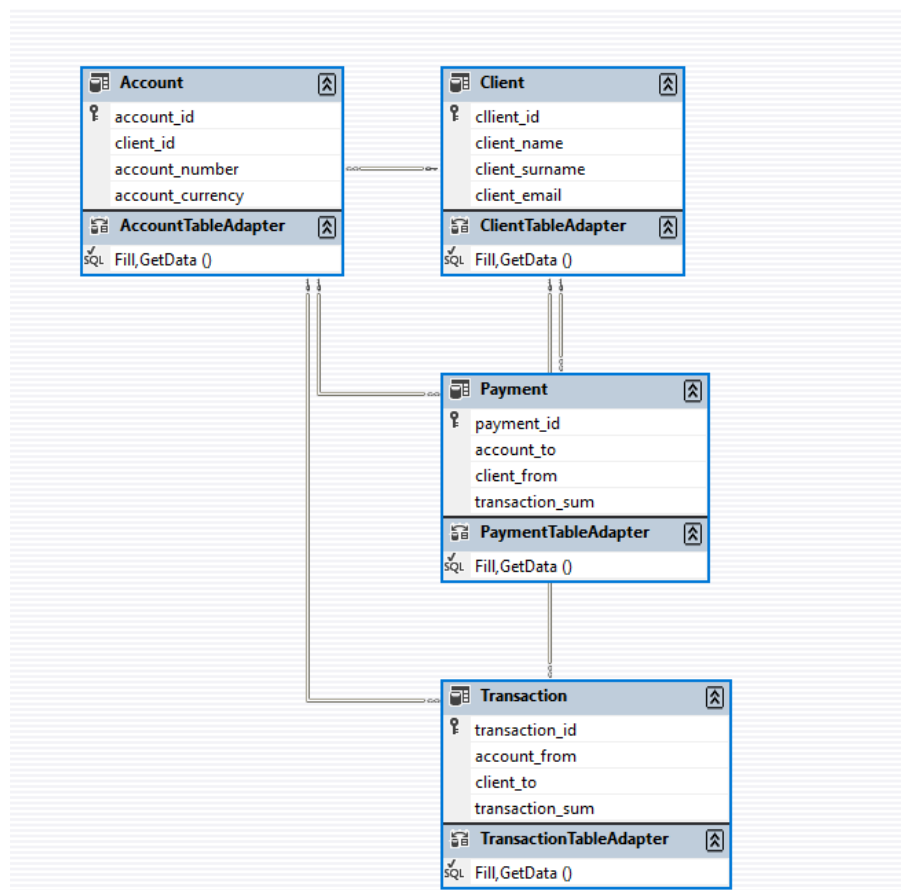 Account
account_id
client_id
account_number
account_currency
AccountTableAdapter
SQL Fill,GetData ()
Client
cllient_id
client_name
client_surname
client_email
ClientTableAdapter
SQL Fill,GetData ()
Payment
payment_id
account_to
client_from
transaction_sum
PaymentTableAdapter
SQL Fill,GetData ()
Transaction
transaction_id
account_from
client_to
transaction_sum
TransactionTableAdapter
SQL Fill,GetData ()